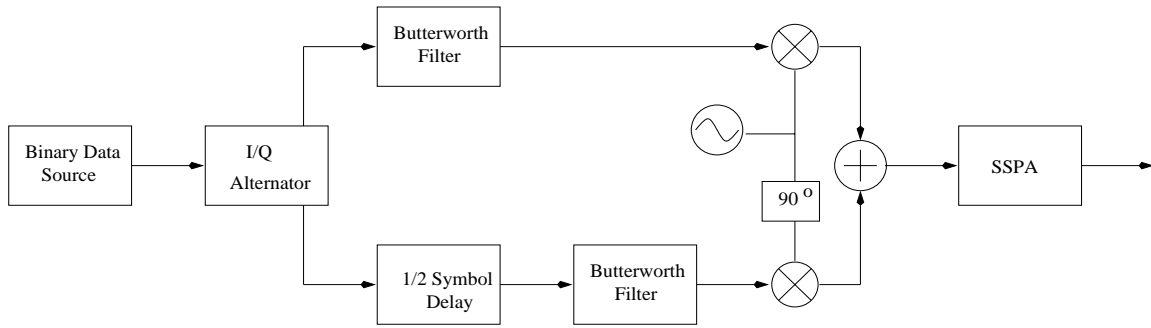 Butterworth
Filter
Binary Data
Source
I/Q
Alternator
SSPA
90 o
1/2 Symbol
Delay
Butterworth
Filter